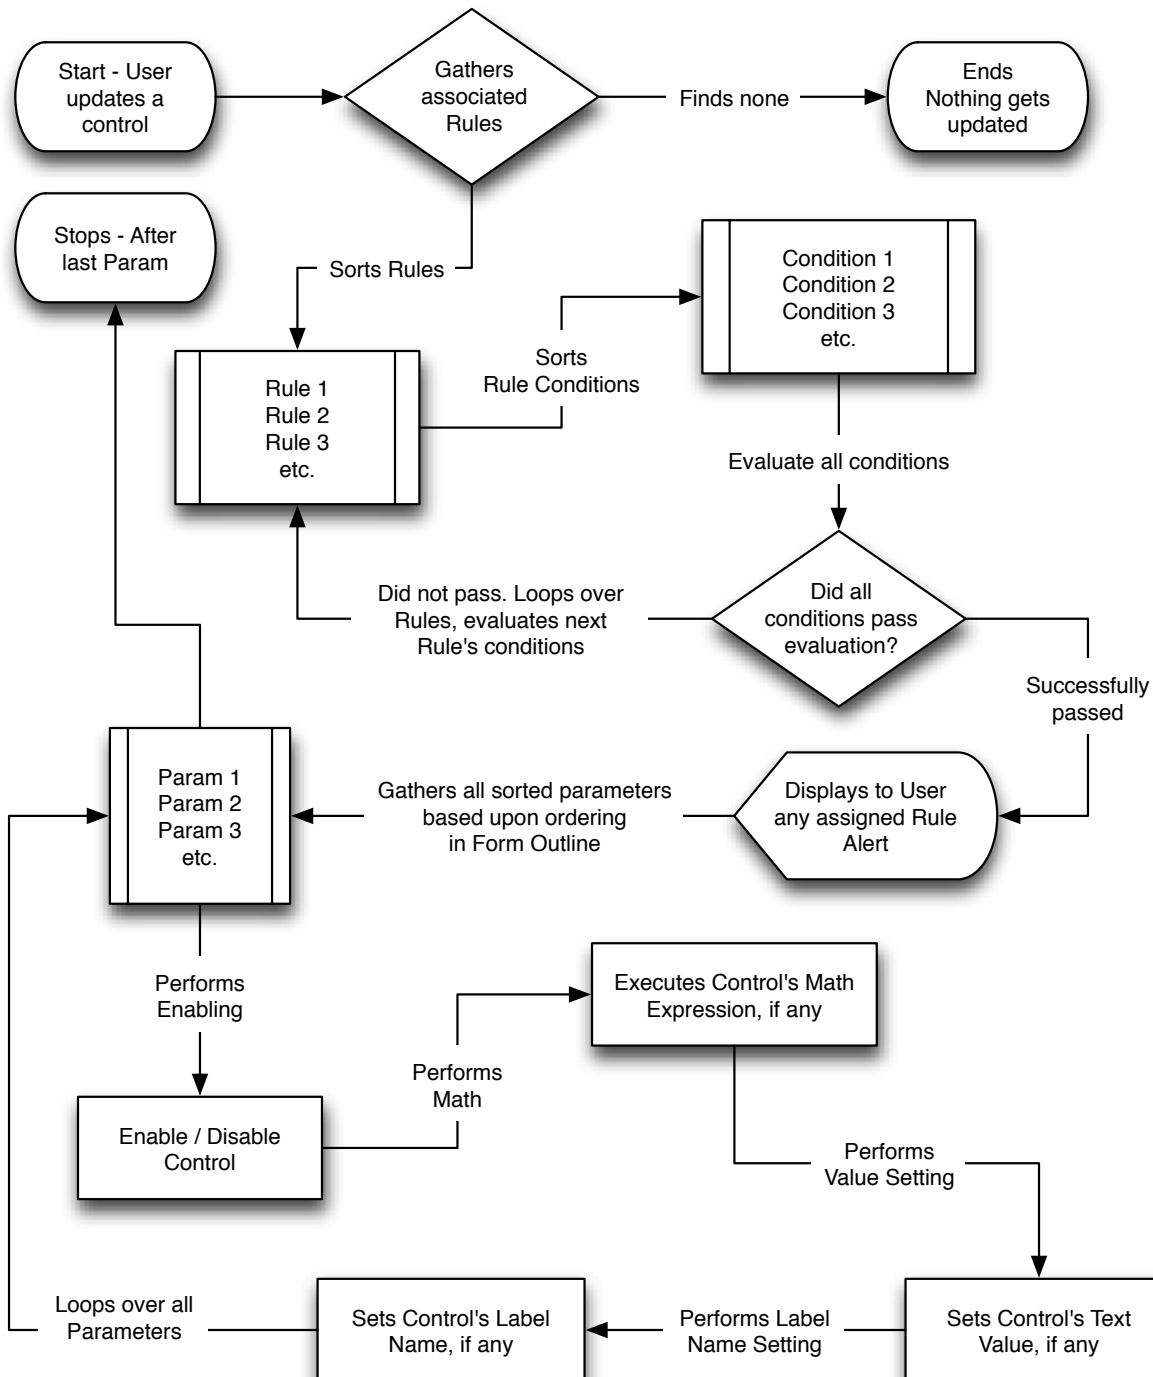 Start - User
updates a
control
Gathers
associated
Rules
Finds none
Ends
Nothing gets
updated
Stops - After
last Param
Sorts Rules
Condition 1
Condition 2
Condition 3
etc.
Sorts
Rule Conditions
Rule 1
Rule 2
Rule 3
etc.
Evaluate all conditions
Did not pass. Loops over
Rules, evaluates next
Rule's conditions
Did all
conditions pass
evaluation?
Successfully
passed
Param 1
Param 2
Param 3
etc.
Gathers all sorted parameters
based upon ordering
in Form Outline
Displays to User
any assigned Rule
Alert
Performs
Enabling
Executes Control's Math
Expression, if any
Performs
Math
Enable / Disable
Control
Performs
Value Setting
Loops over all
Parameters
Sets Control's Label
Name, if any
Performs Label
Name Setting
Sets Control's Text
Value, if any